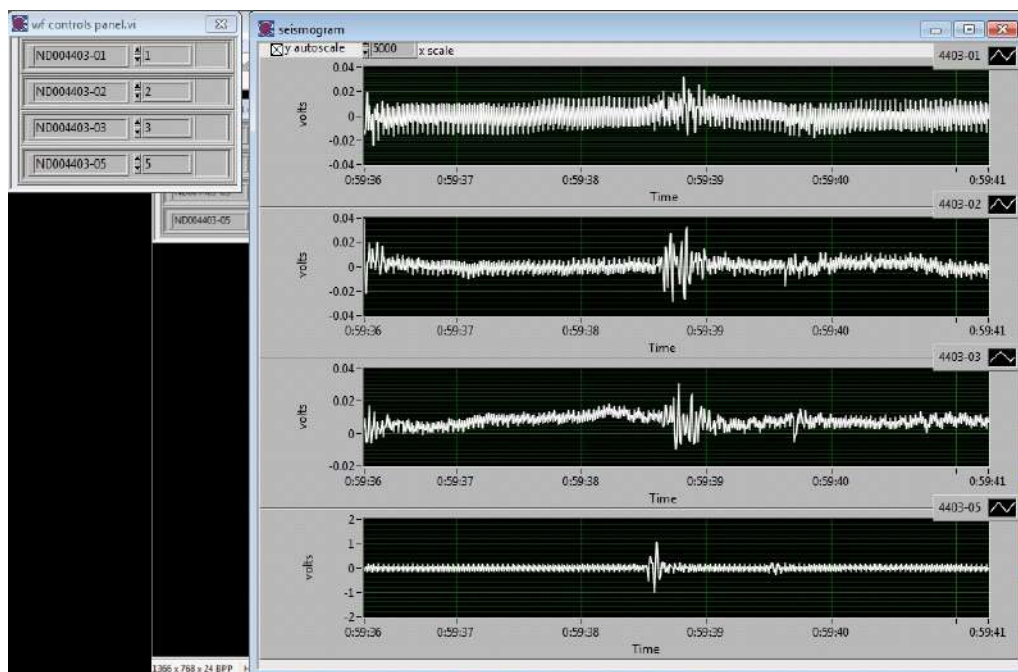 wf controls panel.vi
ND004403-01 1
ND004403-02 2
ND004403-03 3
ND004403-05 5
ND004403-05
1366 x 768 x 24 BPP
seismogram
y autoscale 5000 x scale
4403-01
0.04
0.02
0
-0.02
-0.04
volts
0:59:36 0:59:37 0:59:38 0:59:39 0:59:40 0:59:41
Time
4403-02
0.04
0.02
0
-0.02
-0.04
volts
0:59:36 0:59:37 0:59:38 0:59:39 0:59:40 0:59:41
Time
4403-03
0.04
0.02
0
-0.02
volts
0:59:36 0:59:37 0:59:38 0:59:39 0:59:40 0:59:41
Time
4403-05
2
1
0
-1
-2
volts
0:59:36 0:59:37 0:59:38 0:59:39 0:59:40 0:59:41
Time